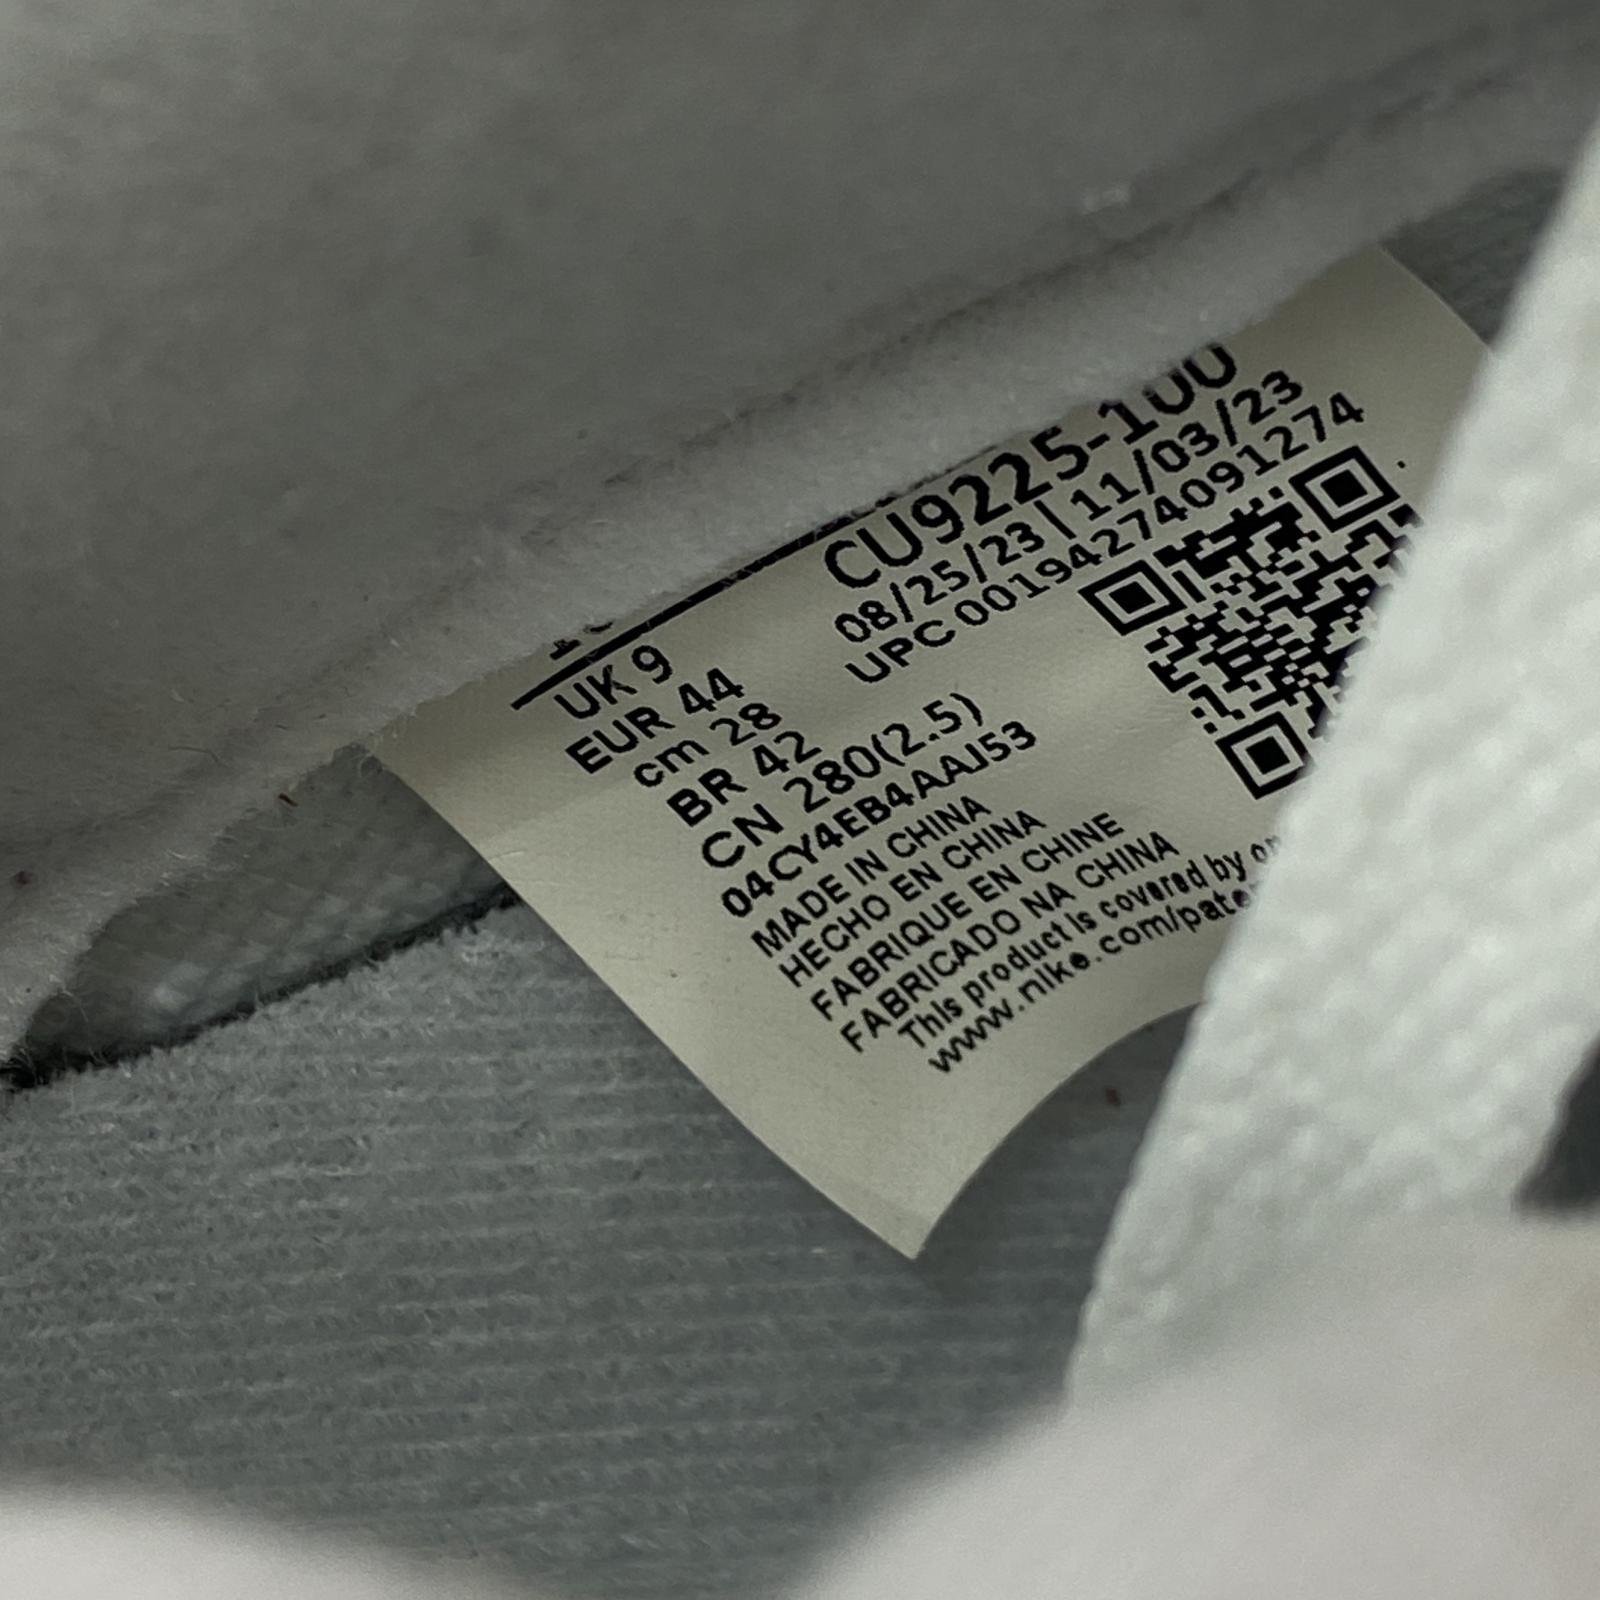 CU9225-100
08/25/23 | 11/03/23
UPC 00194274091274
UK 9
EUR 44
cm 28
BR 42
CN 280(2.5)
04CY4EB4AAJ53
MADE IN CHINA
HECHO EN CHINA
FABRIQUE EN CHINE
FABRICADO NA CHINA
This product is covered by
www.nike.com/pate